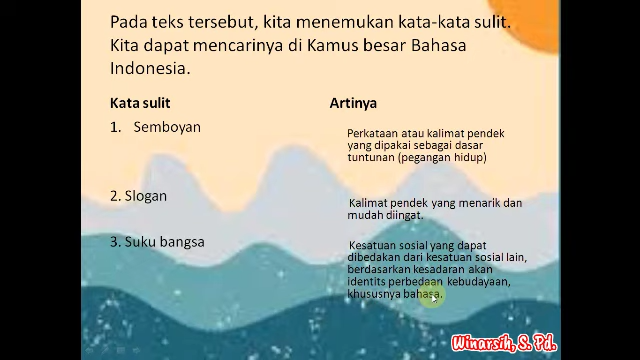 Pada teks tersebut, kita menemukan kata-kata sulit.
Kita dapat mencarinya di Kamus besar Bahasa
Indonesia.
Kata sulit
Artinya
1. Semboyan
Perkataan atau kalimat pendek
yang dipakai sebagai dasar
tuntunan (pegangan hidup)
2. Slogan
Kalimat pendek yang menarik dan
mudah diingat.
3. Suku bangsa
Kesatuan sosial yang dapat
dibedakan dari kesatuan sosial lain,
berdasarkan kesadaran akan
identits perbedaan kebudayaan,
khususnya bahasa.
Winarsih, S. Pd.